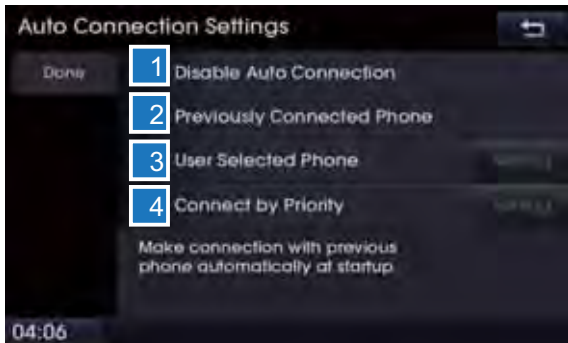 Auto Connection Settings
Done
1 Disable Auto Connection
2 Previously Connected Phone
3 User Selected Phone
4 Connect by Priority
Make connection with previous
phone automatically at startup
04:06